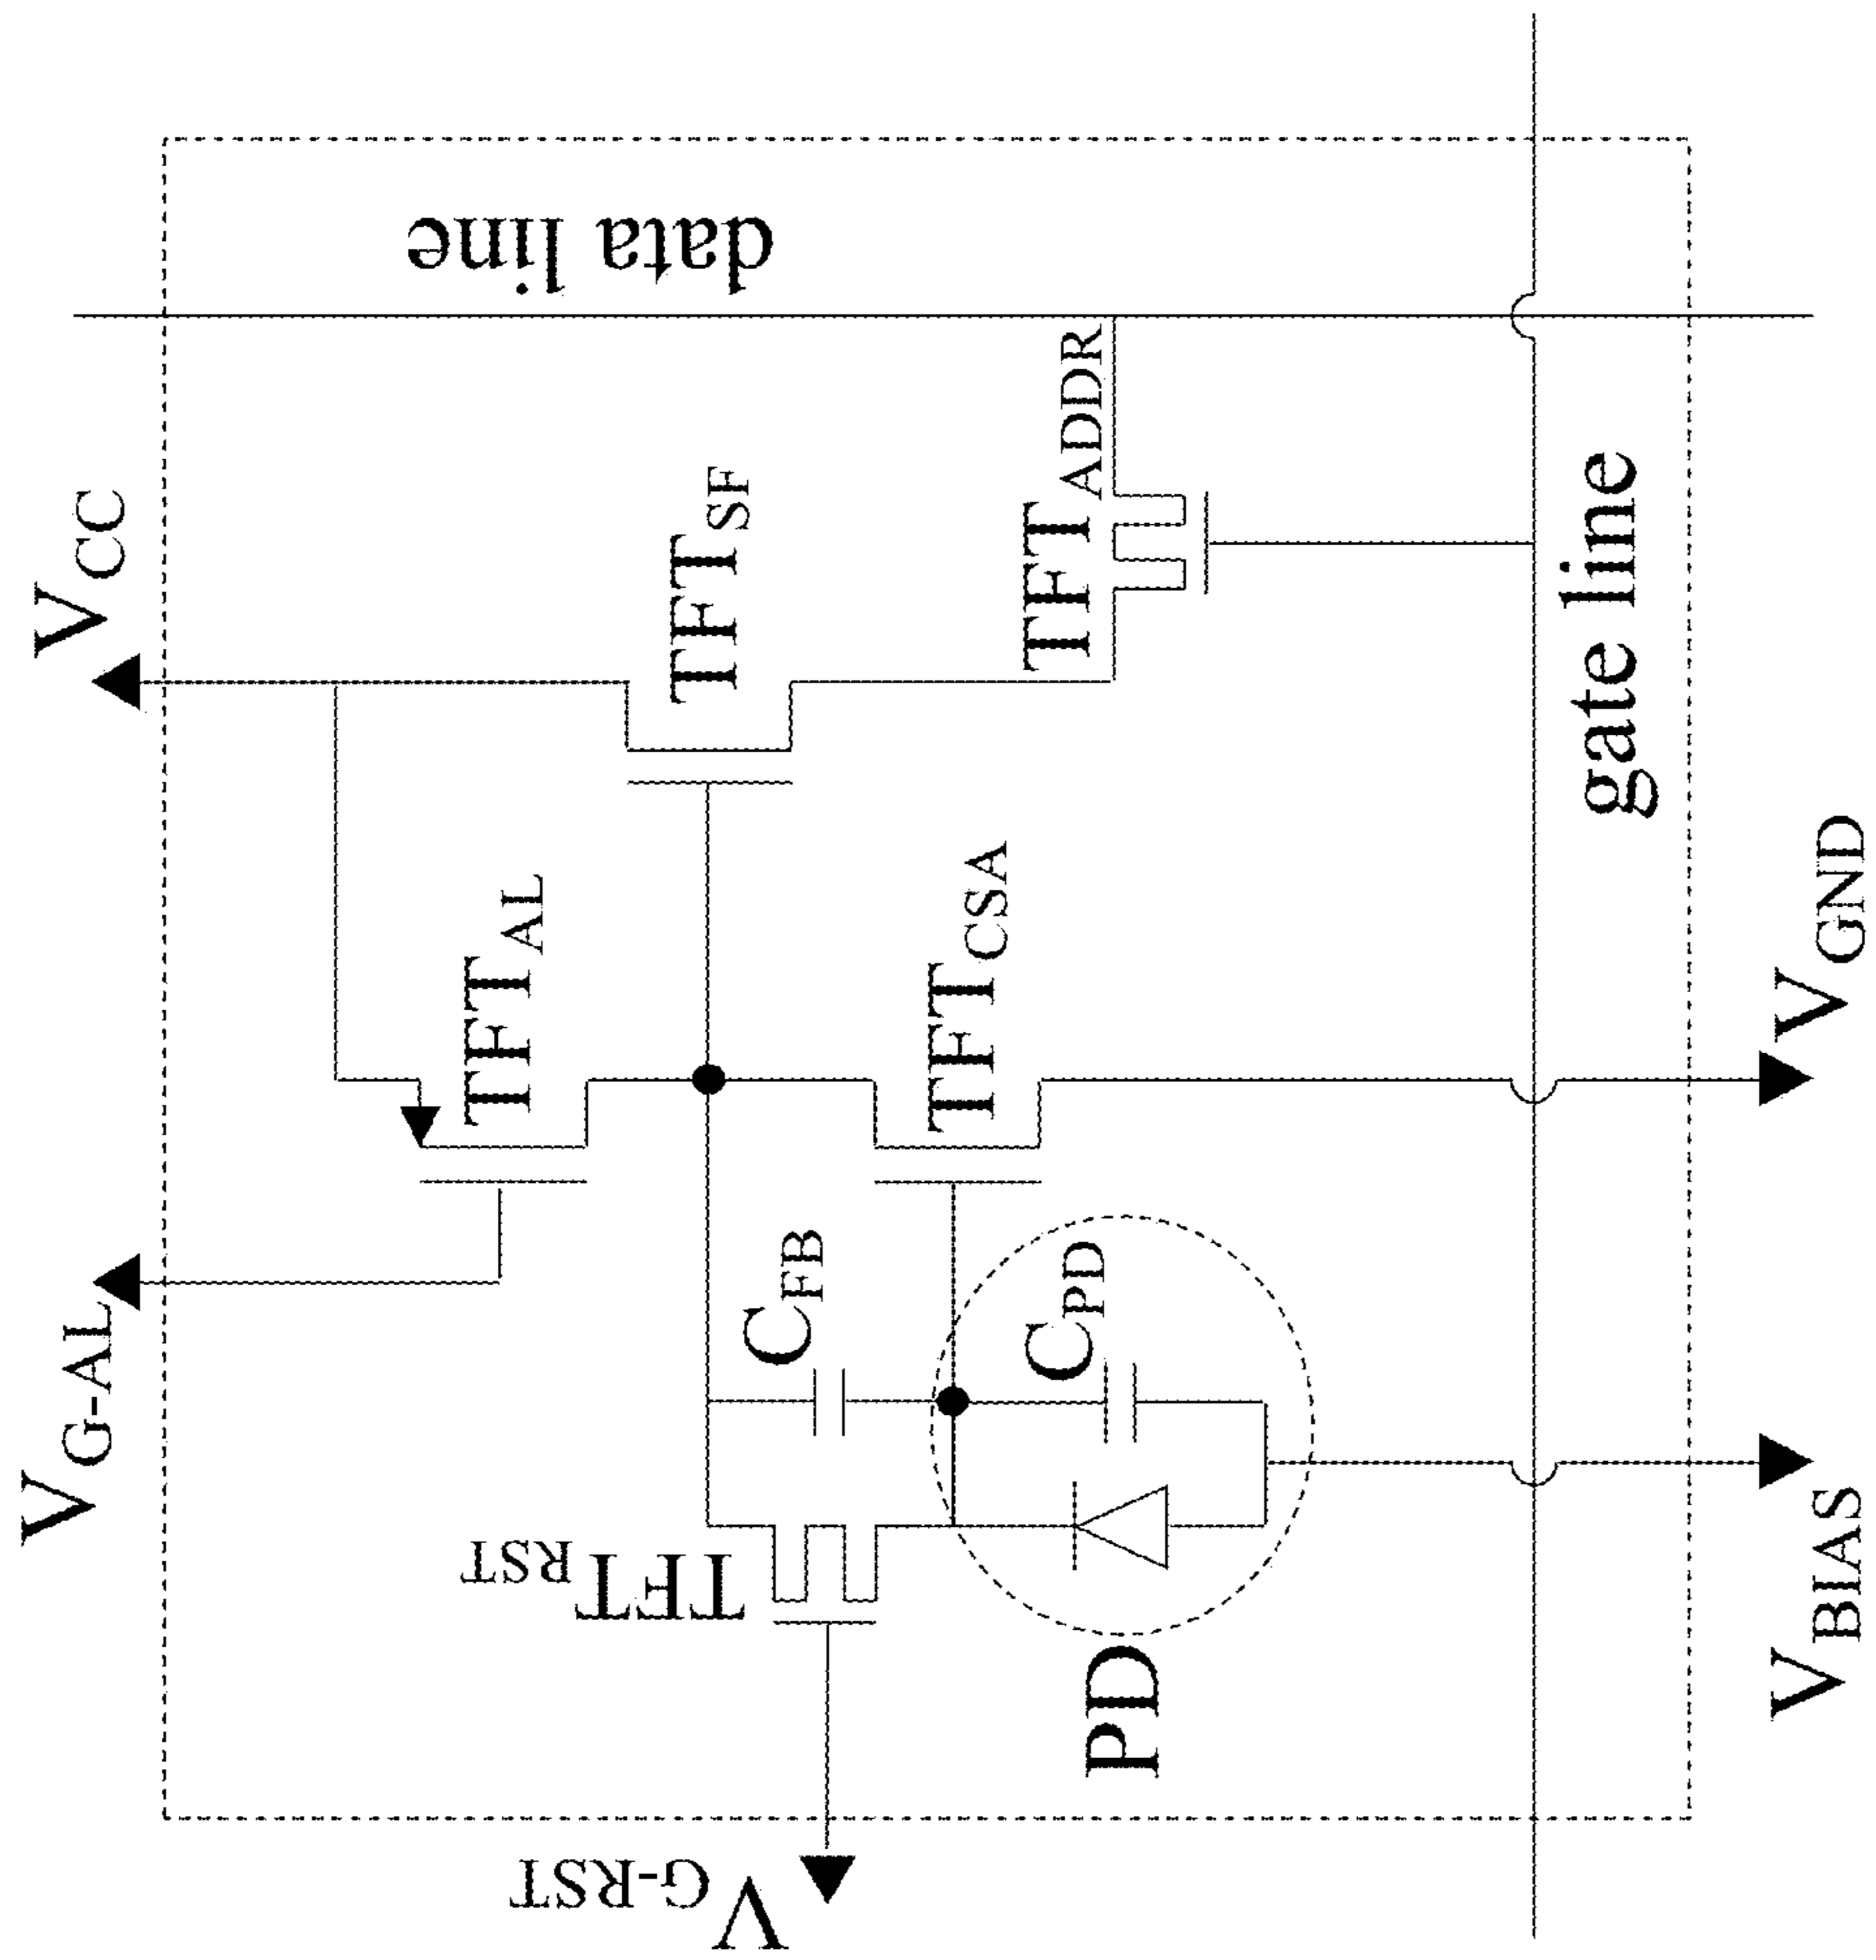 V_CC
V_G-AL
data line
TFT_SF
TFT_AL
TFT_ADDR
TFT_CSA
C_FB
C_PD
TFT_RST
PD
V_G-RST
gate line
V_GND
V_BIAS